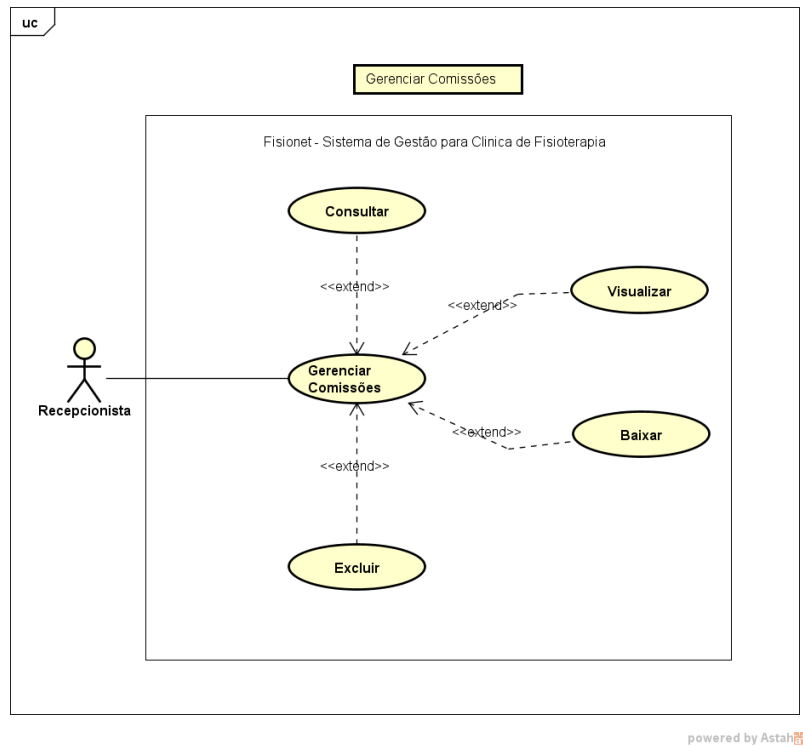 uc
Gerenciar Comissões
Fisionet - Sistema de Gestão para Clinica de Fisioterapia
Consultar
<<extend>>
Visualizar
<<extend>>
Gerenciar
Comissões
Recepcionista
<<extend>>
Baixar
<<extend>>
Excluir
powered by Astah